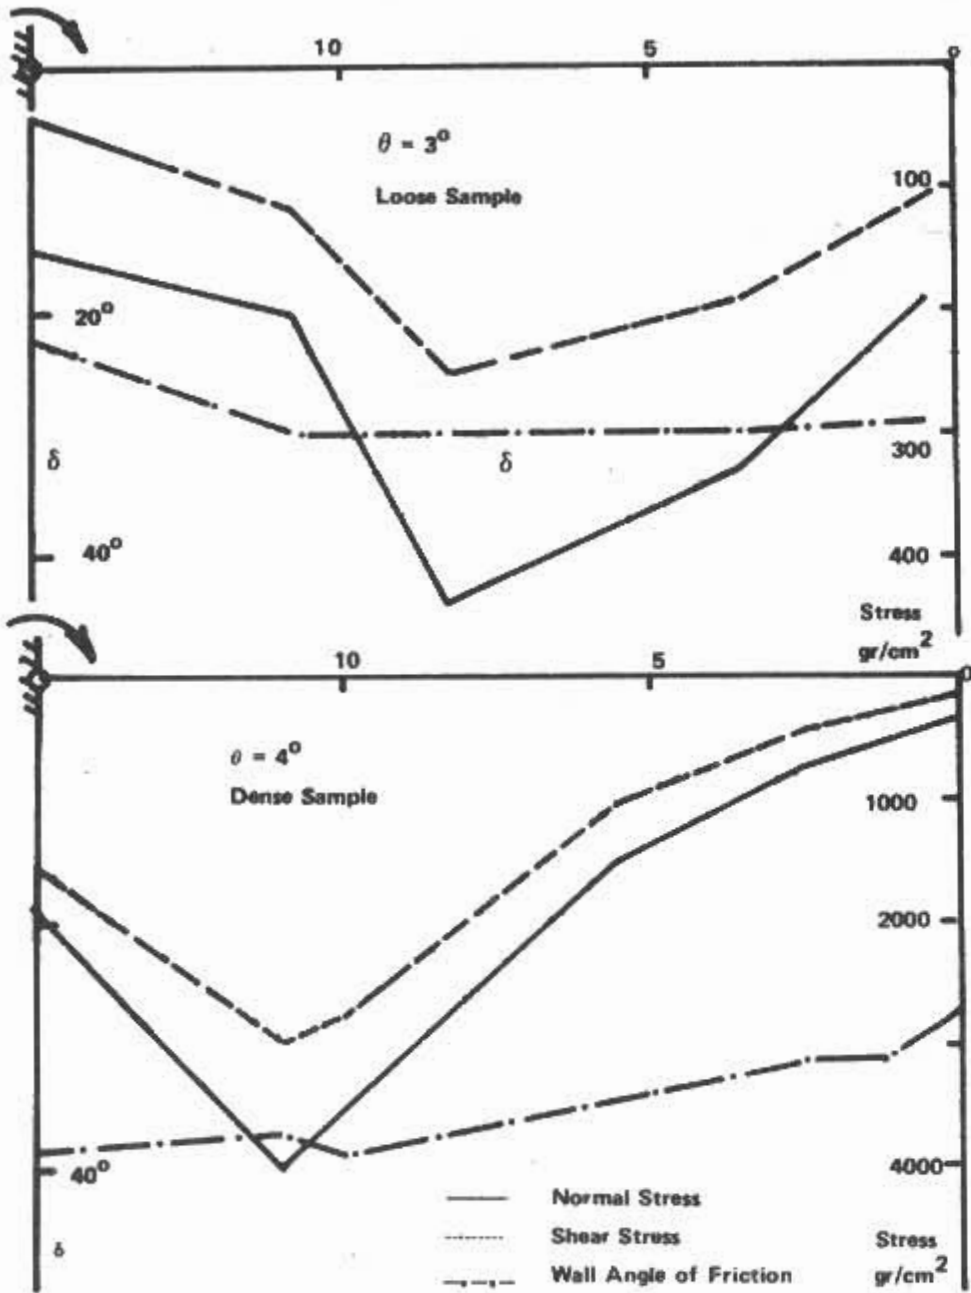 10 5 0
θ = 3°
Loose Sample
100
20°
δ
δ
300
40°
400
Stress
gr/cm²
10 5 0
θ = 4°
Dense Sample
1000
2000
40°
4000
Normal Stress
Shear Stress
Wall Angle of Friction
δ
Stress
gr/cm²